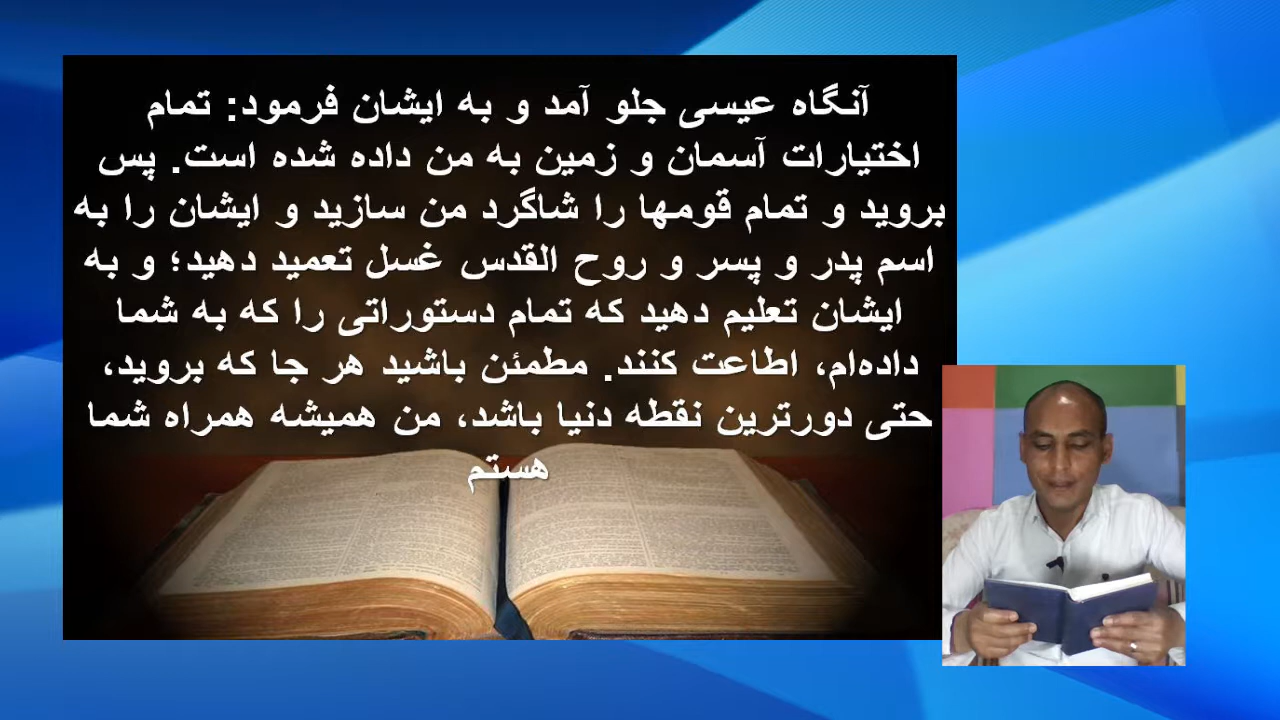 آنگاه عیسی جلو آمد و به ایشان فرمود: تمام
اختیارات آسمان و زمین به من داده شده است. پس
بروید و تمام قومها را شاگرد من سازید و ایشان را به
اسم پدر و پسر و روح القدس غسل تعمید دهید؛ و به
ایشان تعلیم دهید که تمام دستوراتی را که به شما
داده‌ام، اطاعت کنند. مطمئن باشید هر جا که بروید،
حتی دورترین نقطه دنیا باشد، من همیشه همراه شما
هستم